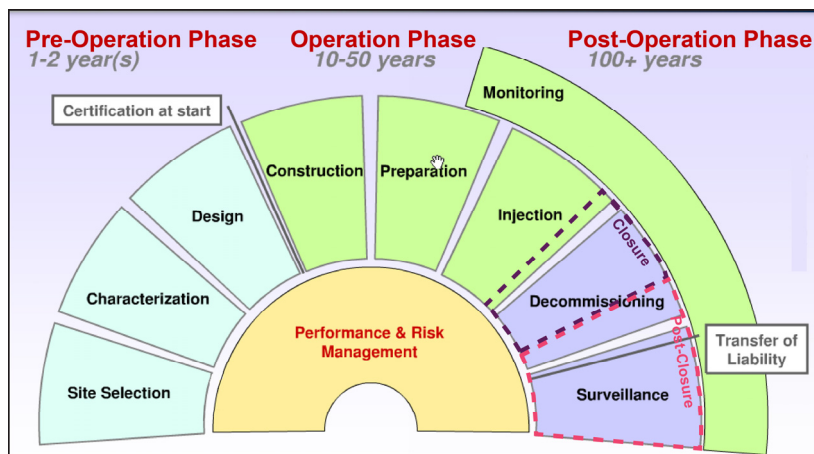 Pre-Operation Phase
1-2 year(s)
Operation Phase
10-50 years
Post-Operation Phase
100+ years
Certification at start
Monitoring
Construction
Preparation
Design
Injection
Closure
Characterization
Decommissioning
Performance & Risk
Management
Post-Closure
Transfer of
Liability
Site Selection
Surveillance